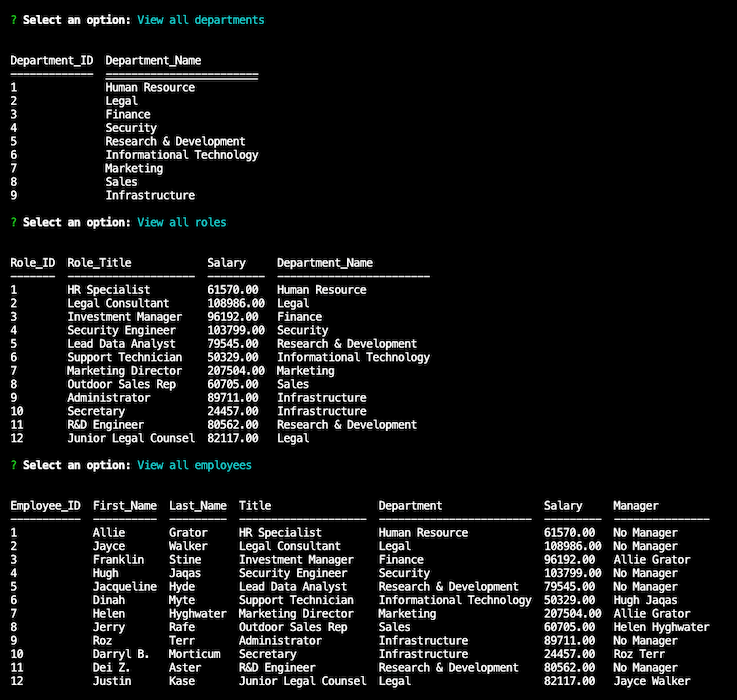 ? Select an option: View all departments
Department_ID  Department_Name
-------------  ------------------------
1              Human Resource
2              Legal
3              Finance
4              Security
5              Research & Development
6              Informational Technology
7              Marketing
8              Sales
9              Infrastructure
? Select an option: View all roles
Role_ID  Role_Title            Salary     Department_Name
-------  --------------------  ---------  ------------------------
1        HR Specialist         61570.00   Human Resource
2        Legal Consultant      108986.00  Legal
3        Investment Manager    96192.00   Finance
4        Security Engineer     103799.00  Security
5        Lead Data Analyst     79545.00   Research & Development
6        Support Technician    50329.00   Informational Technology
7        Marketing Director    207504.00  Marketing
8        Outdoor Sales Rep     60705.00   Sales
9        Administrator         89711.00   Infrastructure
10       Secretary             24457.00   Infrastructure
11       R&D Engineer          80562.00   Research & Development
12       Junior Legal Counsel  82117.00   Legal
? Select an option: View all employees
Employee_ID  First_Name  Last_Name  Title                 Department                Salary     Manager
-----------  ----------  ---------  --------------------  ------------------------  ---------  ---------------
1            Allie       Grator     HR Specialist         Human Resource            61570.00   No Manager
2            Jayce       Walker     Legal Consultant      Legal                     108986.00  No Manager
3            Franklin    Stine      Investment Manager    Finance                   96192.00   Allie Grator
4            Hugh        Jaqas      Security Engineer     Security                  103799.00  No Manager
5            Jacqueline  Hyde       Lead Data Analyst     Research & Development    79545.00   No Manager
6            Dinah       Myte       Support Technician    Informational Technology  50329.00   Hugh Jaqas
7            Helen       Hyghwater  Marketing Director    Marketing                 207504.00  Allie Grator
8            Jerry       Rafe       Outdoor Sales Rep     Sales                     60705.00   Helen Hyghwater
9            Roz         Terr       Administrator         Infrastructure            89711.00   No Manager
10           Darryl B.   Morticum   Secretary             Infrastructure            24457.00   Roz Terr
11           Dei Z.      Aster      R&D Engineer          Research & Development    80562.00   No Manager
12           Justin      Kase       Junior Legal Counsel  Legal                     82117.00   Jayce Walker